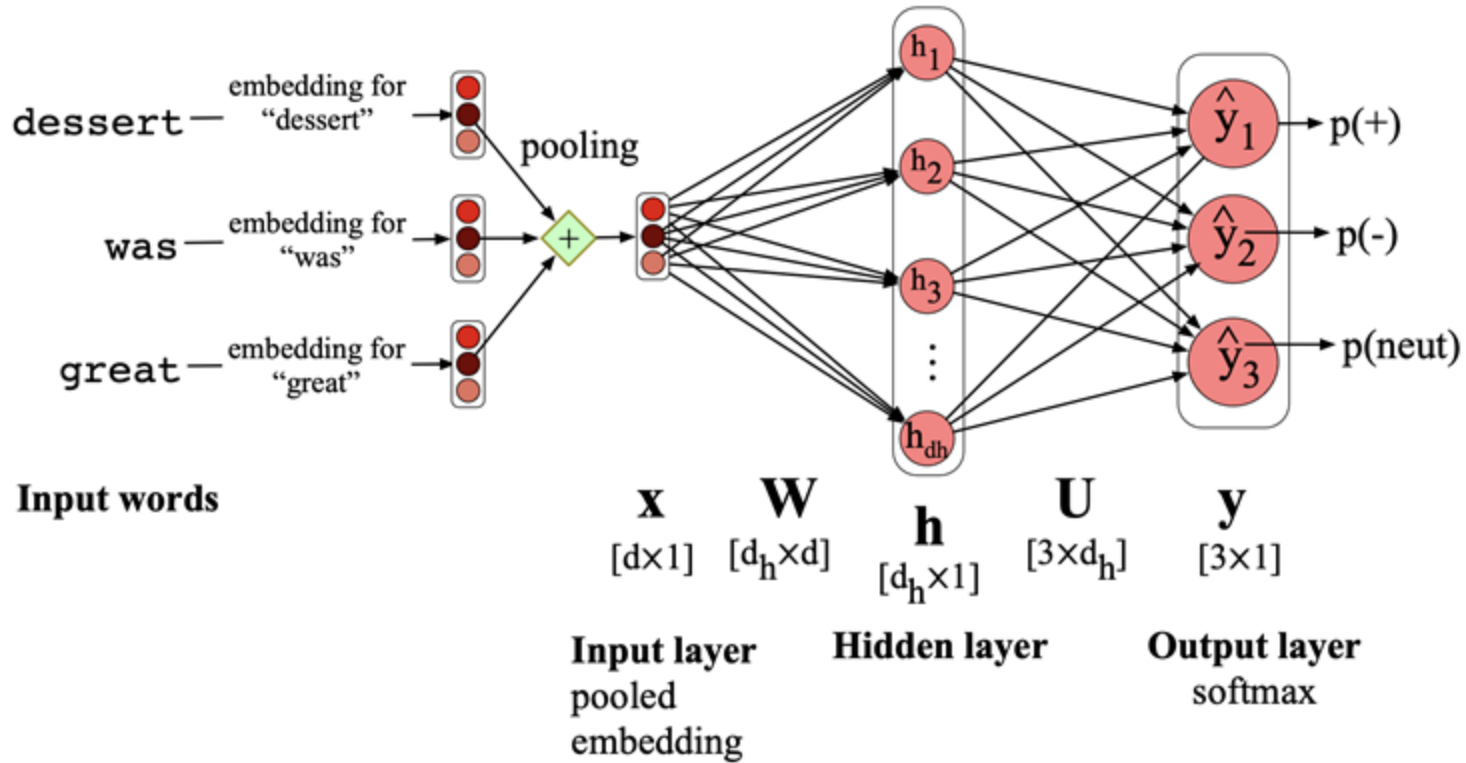 dessert
embedding for
“dessert”
pooling
was
embedding for
“was”
great
embedding for
“great”
+
h1
h2
h3
⋮
hdh
ŷ1
ŷ2
ŷ3
p(+)
p(-)
p(neut)
Input words
x
[d×1]
W
[dh×d]
h
[dh×1]
U
[3×dh]
y
[3×1]
Input layer
pooled
embedding
Hidden layer
Output layer
softmax